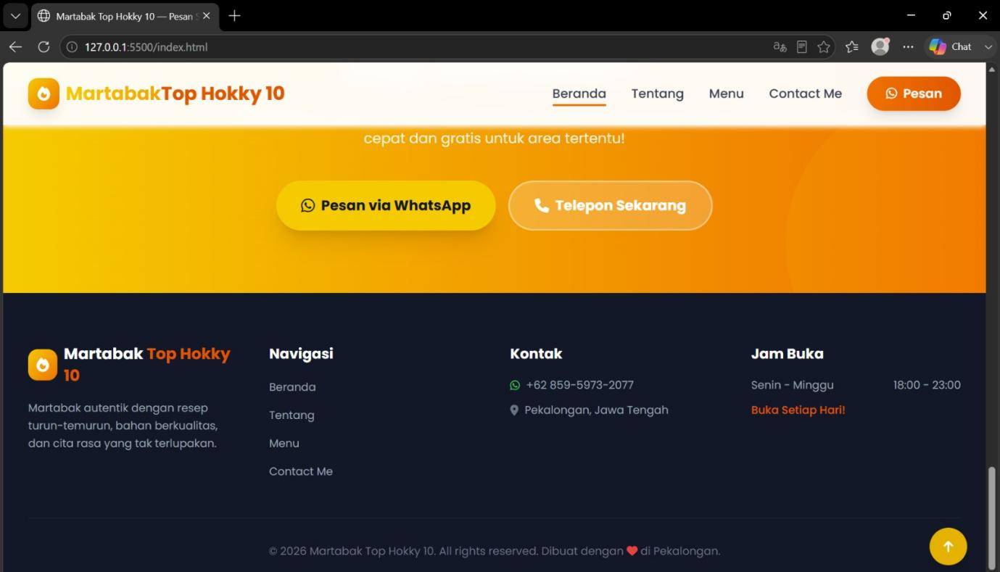 Martabak Top Hokky 10 — Pesan
127.0.0.1:5500/index.html
Chat
MartabakTop Hokky 10
Beranda
Tentang
Menu
Contact Me
Pesan
cepat dan gratis untuk area tertentu!
Pesan via WhatsApp
Telepon Sekarang
Martabak Top Hokky
10
Martabak autentik dengan resep
turun-temurun, bahan berkualitas,
dan cita rasa yang tak terlupakan.
Navigasi
Beranda
Tentang
Menu
Contact Me
Kontak
+62 859-5973-2077
Pekalongan, Jawa Tengah
Jam Buka
Senin - Minggu 18:00 - 23:00
Buka Setiap Hari!
© 2026 Martabak Top Hokky 10. All rights reserved. Dibuat dengan ❤ di Pekalongan.